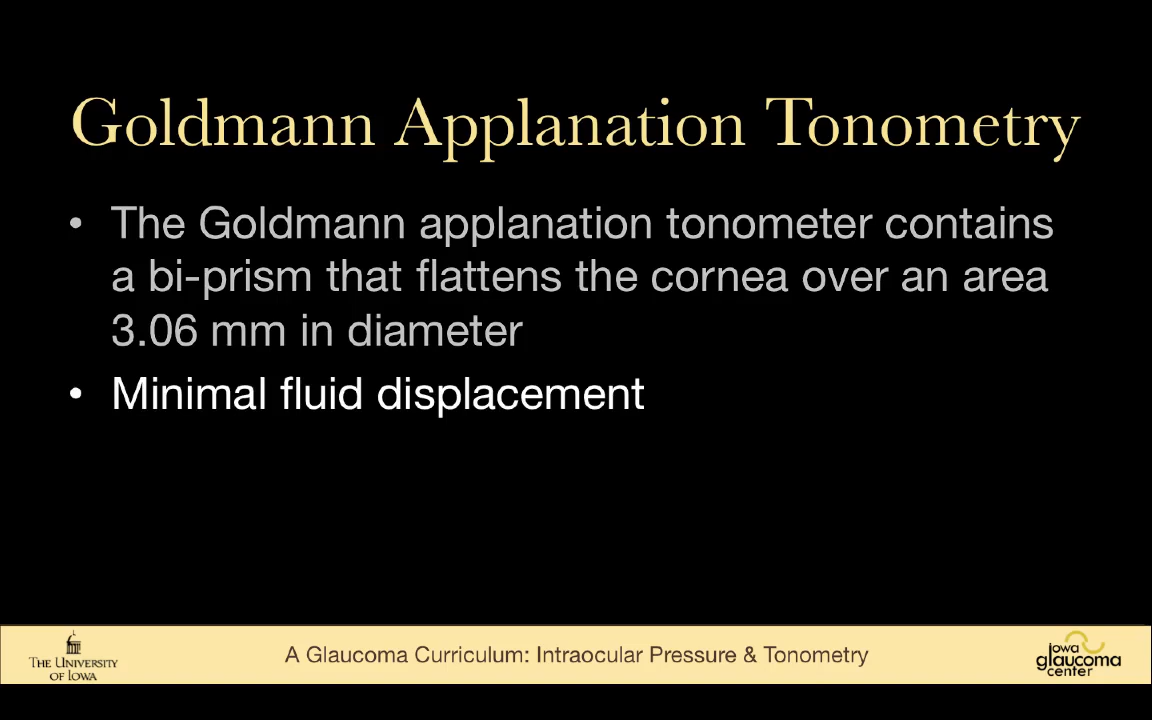 Goldmann Applanation Tonometry
• The Goldmann applanation tonometer contains
a bi-prism that flattens the cornea over an area
3.06 mm in diameter
• Minimal fluid displacement
THE UNIVERSITY
OF IOWA
A Glaucoma Curriculum: Intraocular Pressure & Tonometry
iowa
glaucoma
center